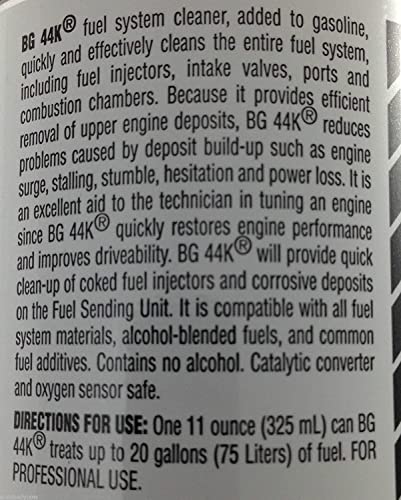 BG 44K® fuel system cleaner, added to gasoline,
quickly and effectively cleans the entire fuel system,
including fuel injectors, intake valves, ports and
combustion chambers. Because it provides efficient
removal of upper engine deposits, BG 44K® reduces
problems caused by deposit build-up such as engine
surge, stalling, stumble, hesitation and power loss. It is
an excellent aid to the technician in tuning an engine
since BG 44K® quickly restores engine performance
and improves driveability. BG 44K® will provide quick
clean-up of coked fuel injectors and corrosive deposits
on the Fuel Sending Unit. It is compatible with all fuel
system materials, alcohol-blended fuels, and common
fuel additives. Contains no alcohol. Catalytic converter
and oxygen sensor safe.
DIRECTIONS FOR USE: One 11 ounce (325 mL) can BG
44K® treats up to 20 gallons (75 Liters) of fuel. FOR
PROFESSIONAL USE.